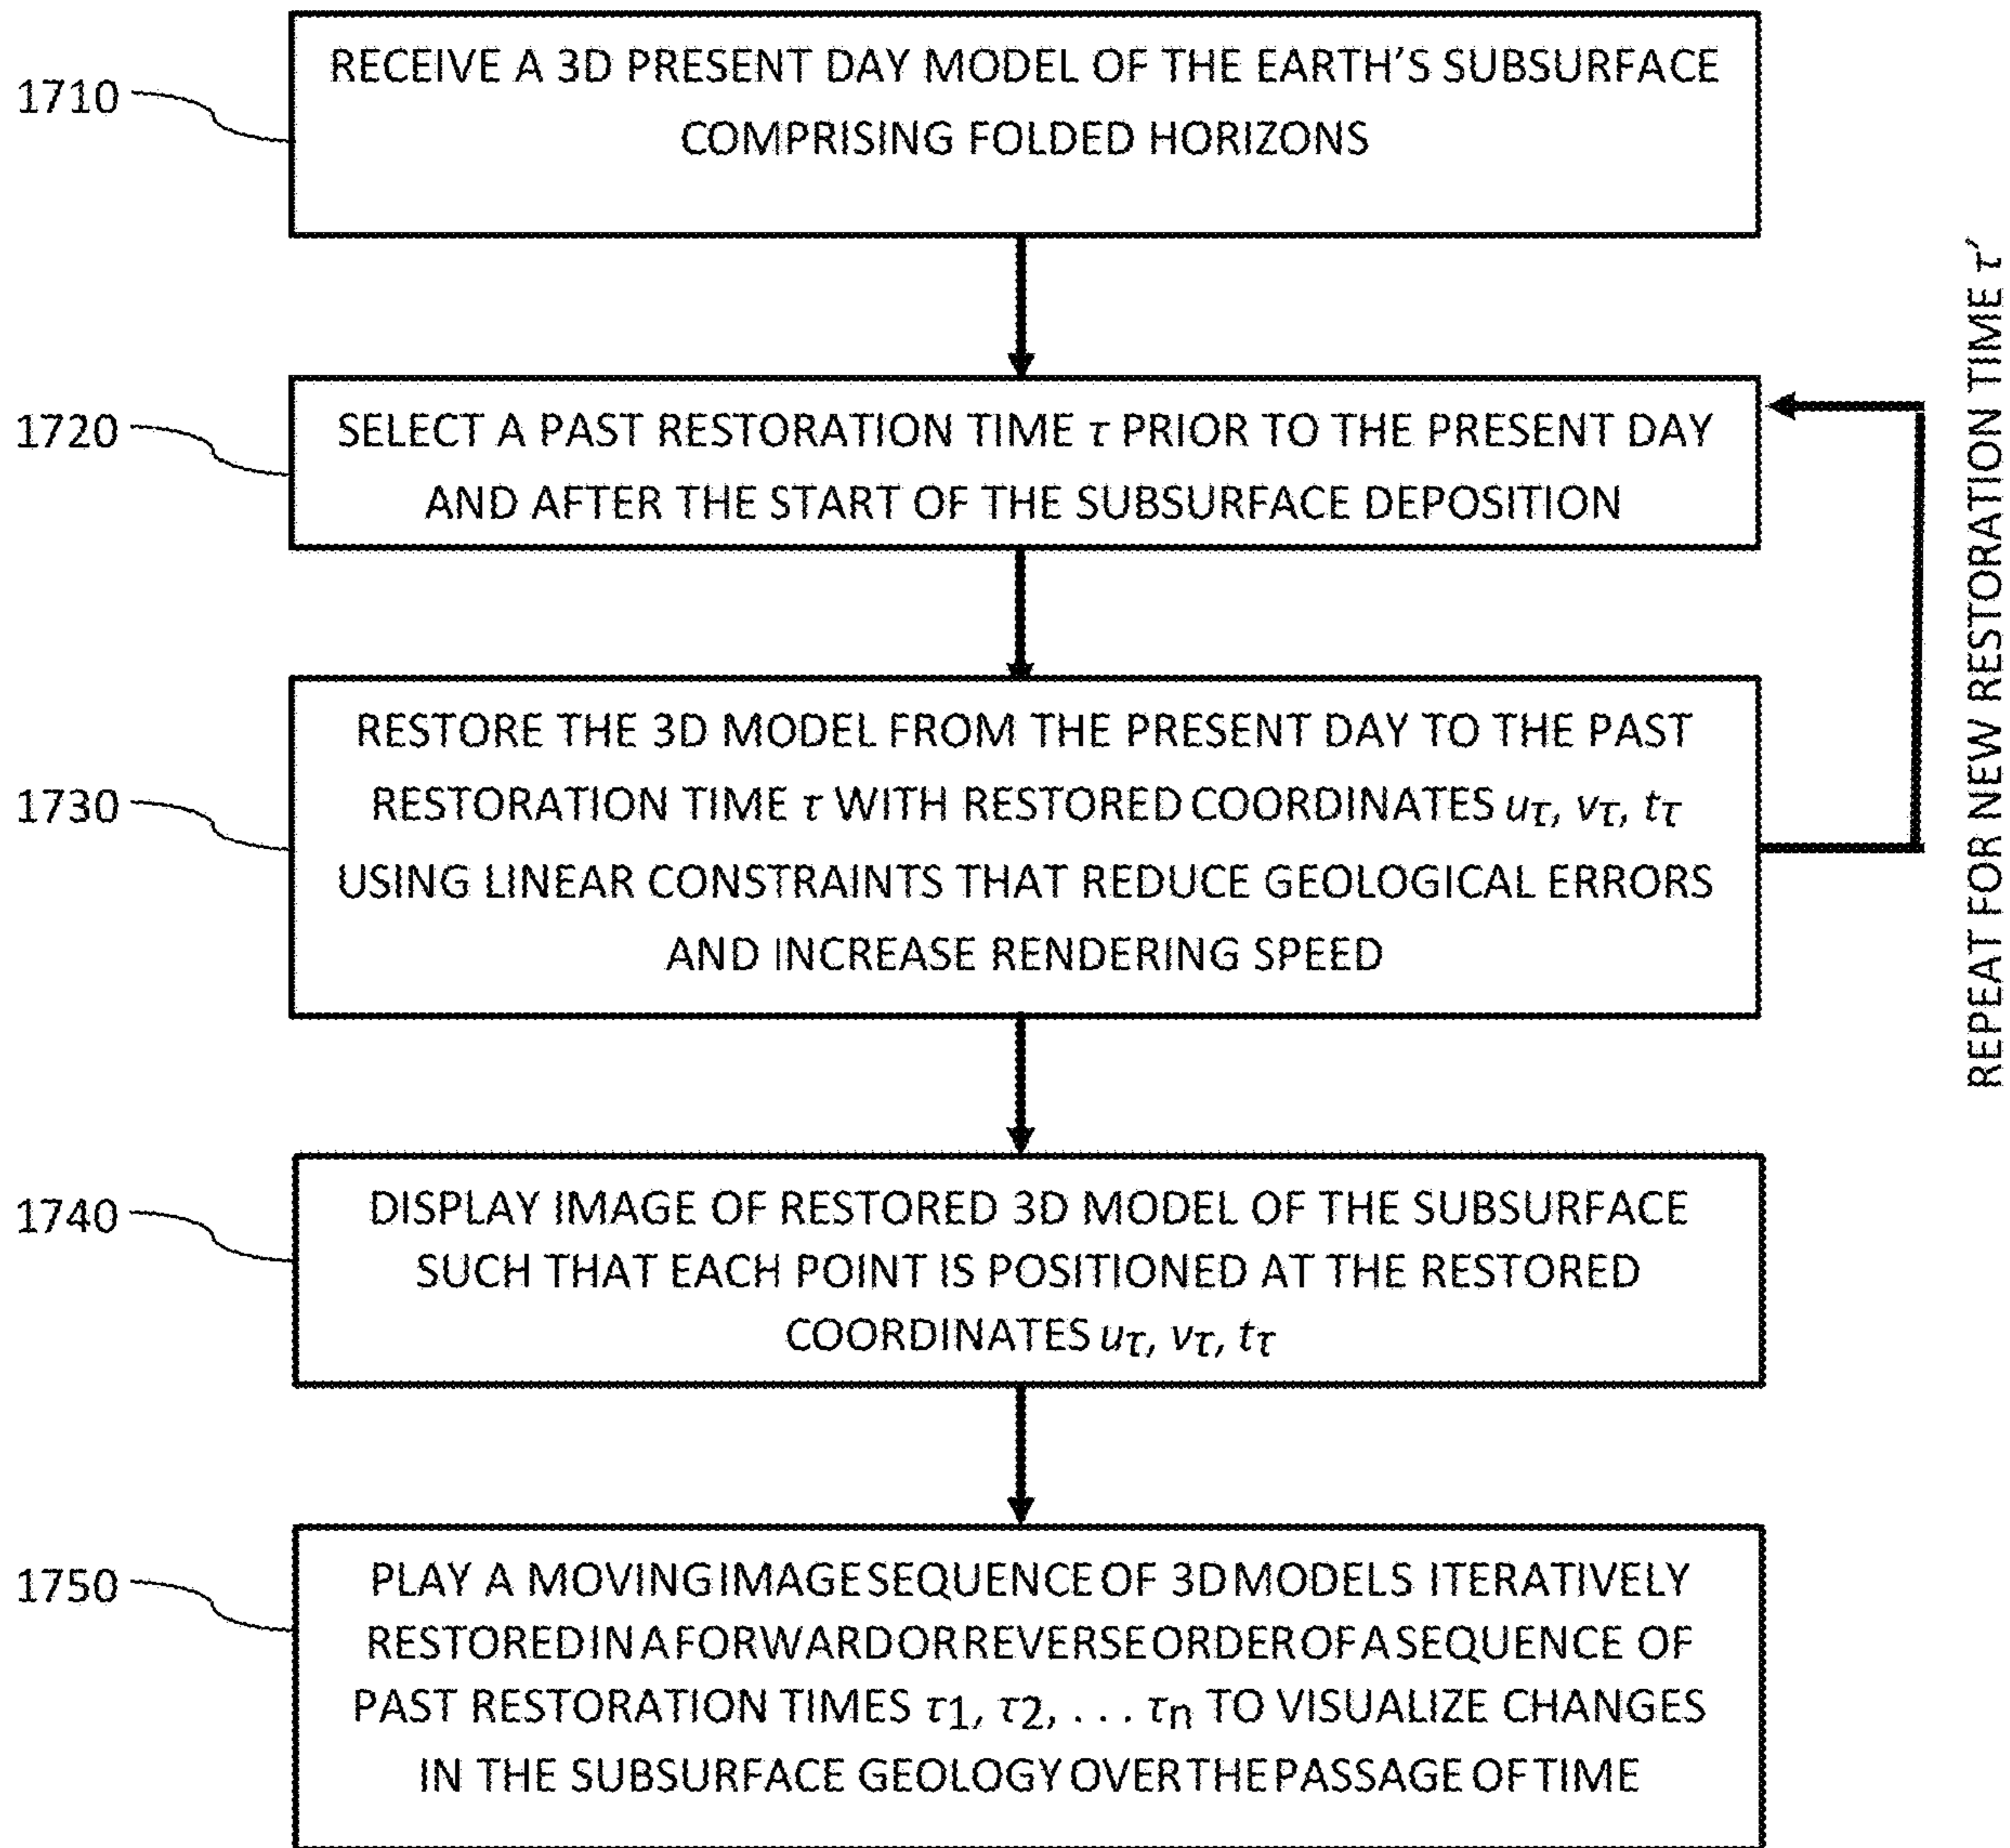 1710
RECEIVE A 3D PRESENT DAY MODEL OF THE EARTH'S SUBSURFACE
COMPRISING FOLDED HORIZONS
1720
SELECT A PAST RESTORATION TIME τ PRIOR TO THE PRESENT DAY
AND AFTER THE START OF THE SUBSURFACE DEPOSITION
1730
RESTORE THE 3D MODEL FROM THE PRESENT DAY TO THE PAST
RESTORATION TIME τ WITH RESTORED COORDINATES uτ, vτ, tτ
USING LINEAR CONSTRAINTS THAT REDUCE GEOLOGICAL ERRORS
AND INCREASE RENDERING SPEED
REPEAT FOR NEW RESTORATION TIME τ'
1740
DISPLAY IMAGE OF RESTORED 3D MODEL OF THE SUBSURFACE
SUCH THAT EACH POINT IS POSITIONED AT THE RESTORED
COORDINATES uτ, vτ, tτ
1750
PLAY A MOVING IMAGE SEQUENCE OF 3D MODELS ITERATIVELY
RESTORED IN A FORWARD OR REVERSE ORDER OF A SEQUENCE OF
PAST RESTORATION TIMES τ1, τ2, . . . τn TO VISUALIZE CHANGES
IN THE SUBSURFACE GEOLOGY OVER THE PASSAGE OF TIME